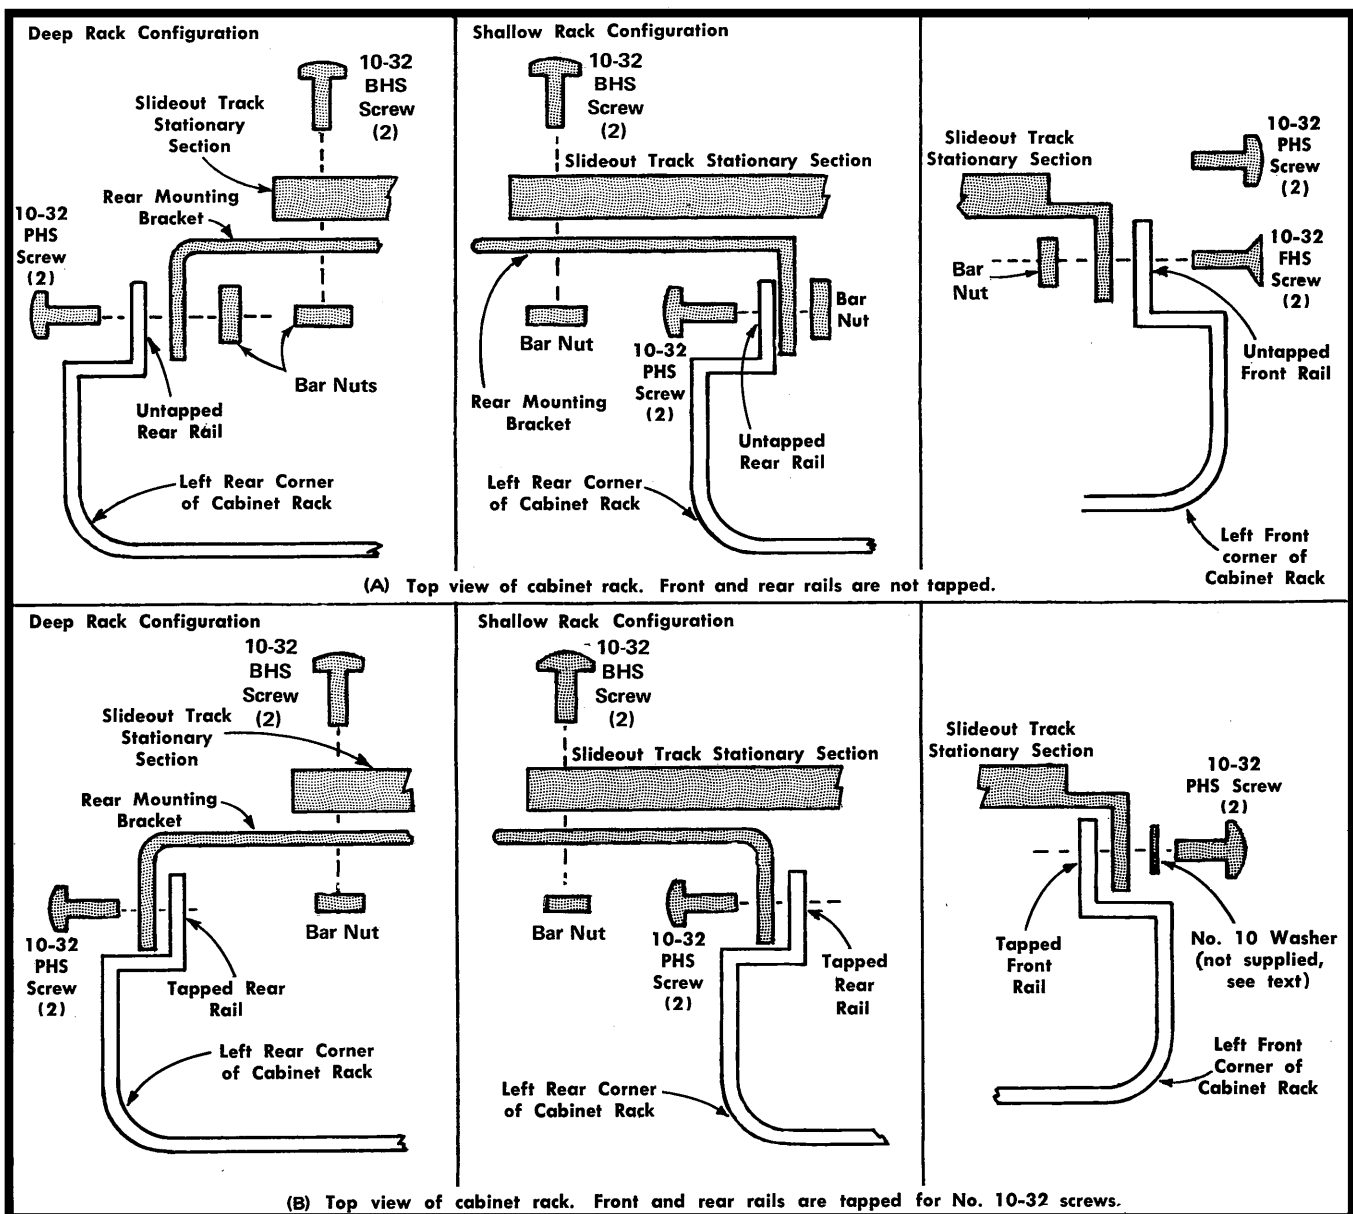 Deep Rack Configuration
10-32
BHS
Screw
(2)
Slideout Track
Stationary
Section
Rear Mounting
Bracket
10-32
PHS
Screw
(2)
Bar Nuts
Untapped
Rear Rail
Left Rear Corner
of Cabinet Rack
Shallow Rack Configuration
10-32
BHS
Screw
(2)
Slideout Track Stationary Section
Bar
Nut
Bar Nut
10-32
PHS
Screw
(2)
Rear Mounting
Bracket
Untapped
Rear Rail
Left Rear Corner
of Cabinet Rack
Slideout Track
Stationary Section
10-32
PHS
Screw
(2)
10-32
FHS
Screw
(2)
Bar
Nut
Untapped
Front Rail
Left Front
corner of
Cabinet Rack
(A) Top view of cabinet rack. Front and rear rails are not tapped.
Deep Rack Configuration
10-32
BHS
Screw
(2)
Slideout Track
Stationary
Section
Rear Mounting
Bracket
10-32
PHS
Screw
(2)
Bar Nut
Tapped Rear
Rail
Left Rear Corner
of Cabinet Rack
Shallow Rack Configuration
10-32
BHS
Screw
(2)
Slideout Track Stationary Section
Bar Nut
10-32
PHS
Screw
(2)
Tapped
Rear
Rail
Left Rear Corner
of Cabinet Rack
Slideout Track
Stationary Section
10-32
PHS Screw
(2)
Tapped
Front
Rail
No. 10 Washer
(not supplied,
see text)
Left Front
Corner of
Cabinet Rack
(B) Top view of cabinet rack. Front and rear rails are tapped for No. 10-32 screws.